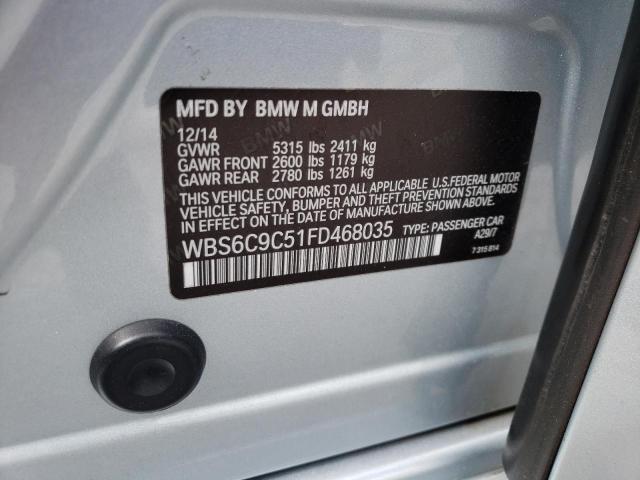 MFD BY BMW M GMBH
12/14
GVWR 5315 lbs 2411 kg
GAWR FRONT 2600 lbs 1179 kg
GAWR REAR 2780 lbs 1261 kg
THIS VEHICLE CONFORMS TO ALL APPLICABLE U.S.FEDERAL MOTOR
VEHICLE SAFETY, BUMPER AND THEFT PREVENTION STANDARDS
IN EFFECT ON THE DATE OF MANUFACTURE SHOWN ABOVE.
WBS6C9C51FD468035 TYPE: PASSENGER CAR
A29/7
7 315 814